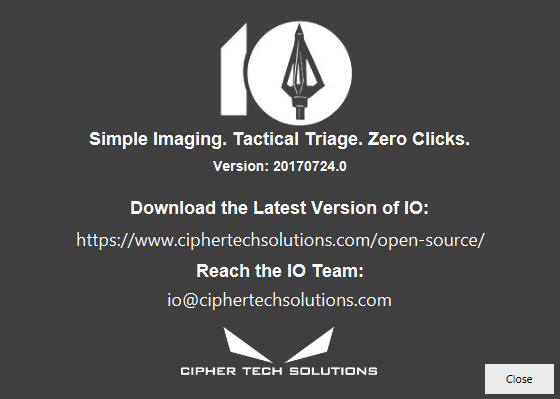 IO
Simple Imaging. Tactical Triage. Zero Clicks.
Version: 20170724.0
Download the Latest Version of IO:
https://www.ciphertechsolutions.com/open-source/
Reach the IO Team:
io@ciphertechsolutions.com
CIPHER TECH SOLUTIONS
Close